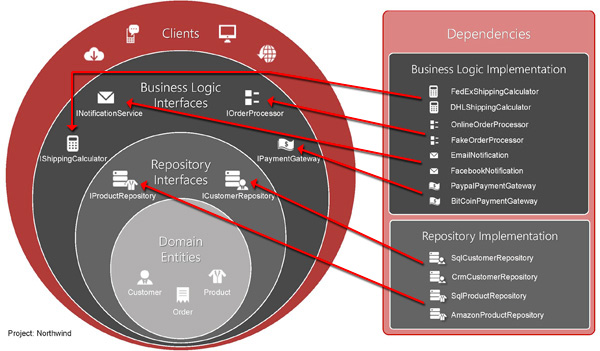 Clients
Business Logic
Interfaces
INotificationService
IOrderProcessor
IShippingCalculator
IPaymentGateway
Repository
Interfaces
IProductRepository
ICustomerRepository
Domain
Entities
Customer
Product
Order
Project: Northwind
Dependencies
Business Logic Implementation
FedExShippingCalculator
DHLShippingCalculator
OnlineOrderProcessor
FakeOrderProcessor
EmailNotification
FacebookNotification
PaypalPaymentGateway
BitCoinPaymentGateway
Repository Implementation
SqlCustomerRepository
CrmCustomerRepository
SqlProductRepository
AmazonProductRepository